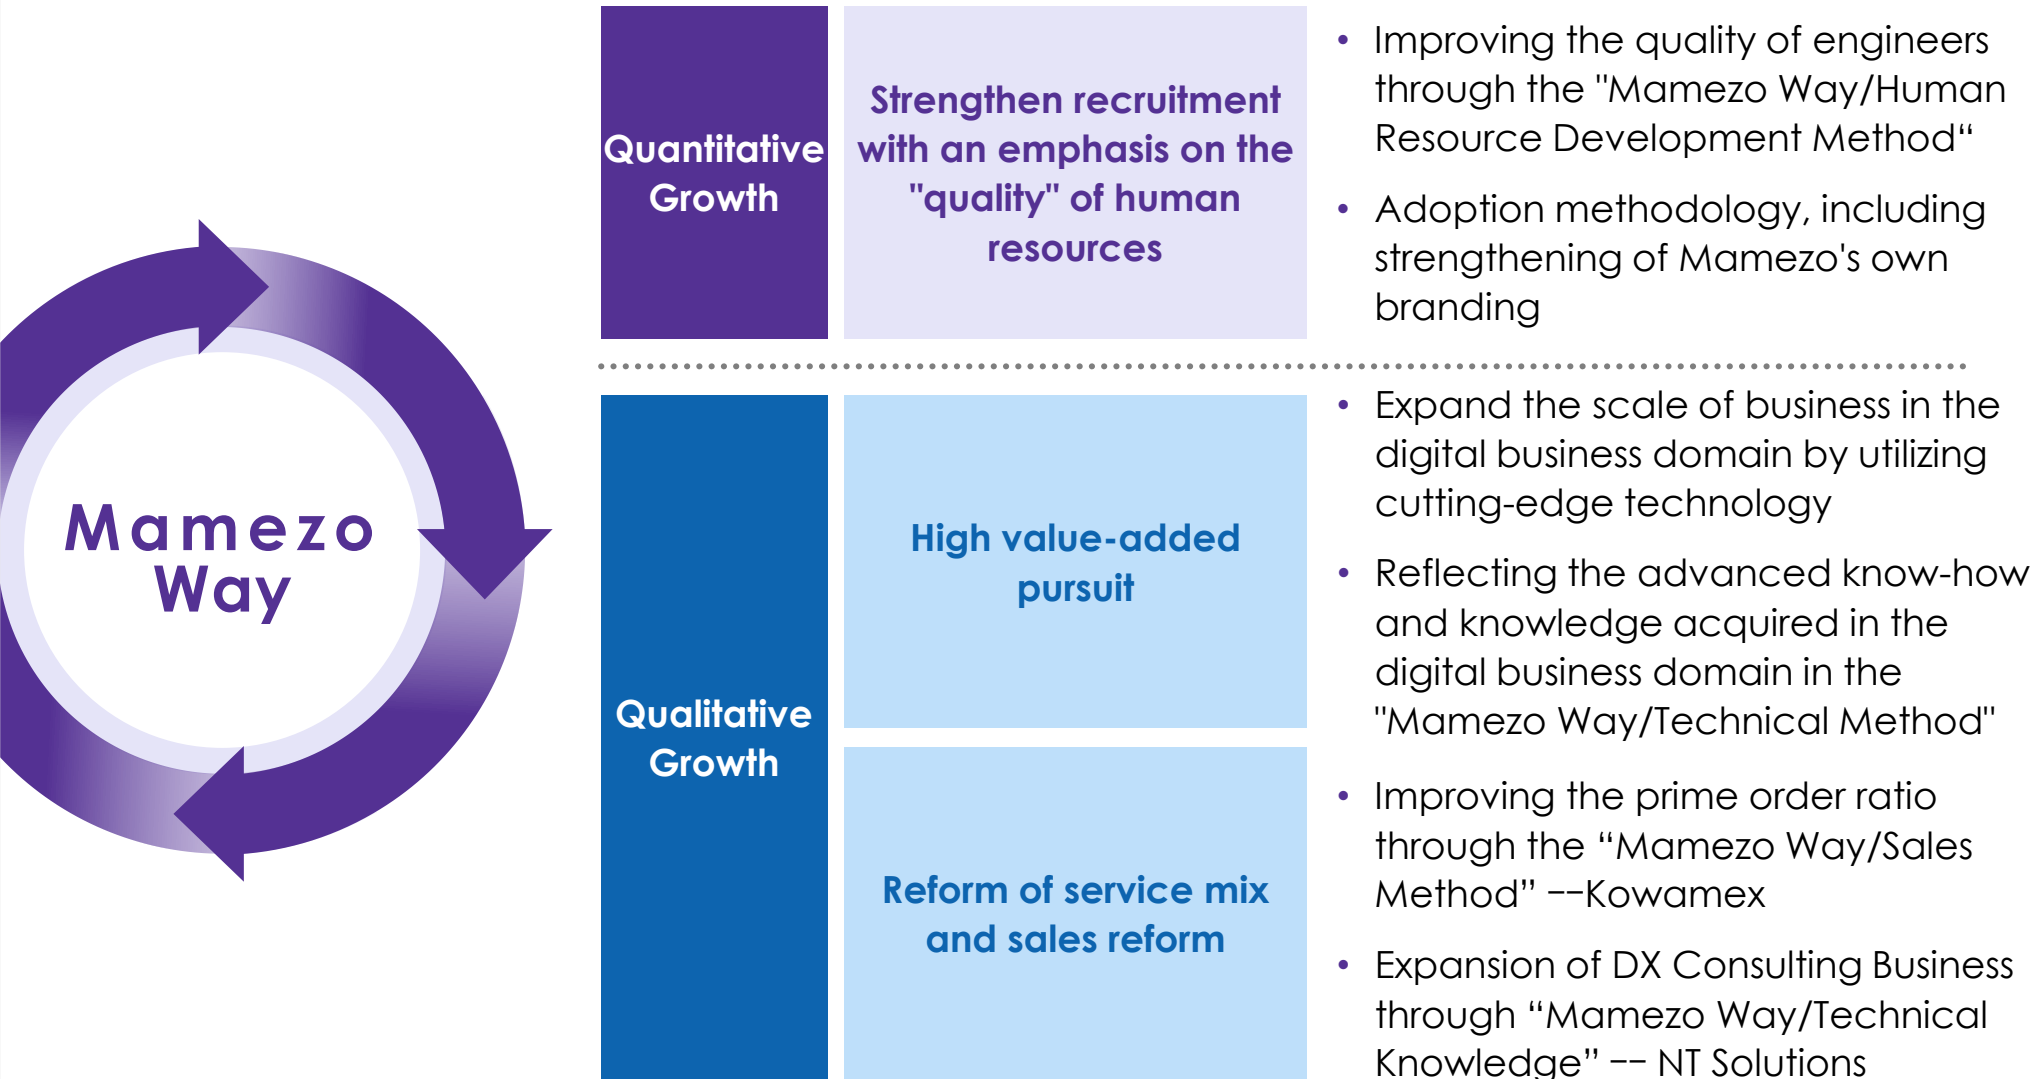 Mamezo
Way
Quantitative
Growth
Strengthen recruitment
with an emphasis on the
"quality" of human
resources
• Improving the quality of engineers
through the "Mamezo Way/Human
Resource Development Method“
• Adoption methodology, including
strengthening of Mamezo's own
branding
Qualitative
Growth
High value-added
pursuit
• Expand the scale of business in the
digital business domain by utilizing
cutting-edge technology
• Reflecting the advanced know-how
and knowledge acquired in the
digital business domain in the
"Mamezo Way/Technical Method"
Reform of service mix
and sales reform
• Improving the prime order ratio
through the “Mamezo Way/Sales
Method” −−Kowamex
• Expansion of DX Consulting Business
through “Mamezo Way/Technical
Knowledge” −− NT Solutions